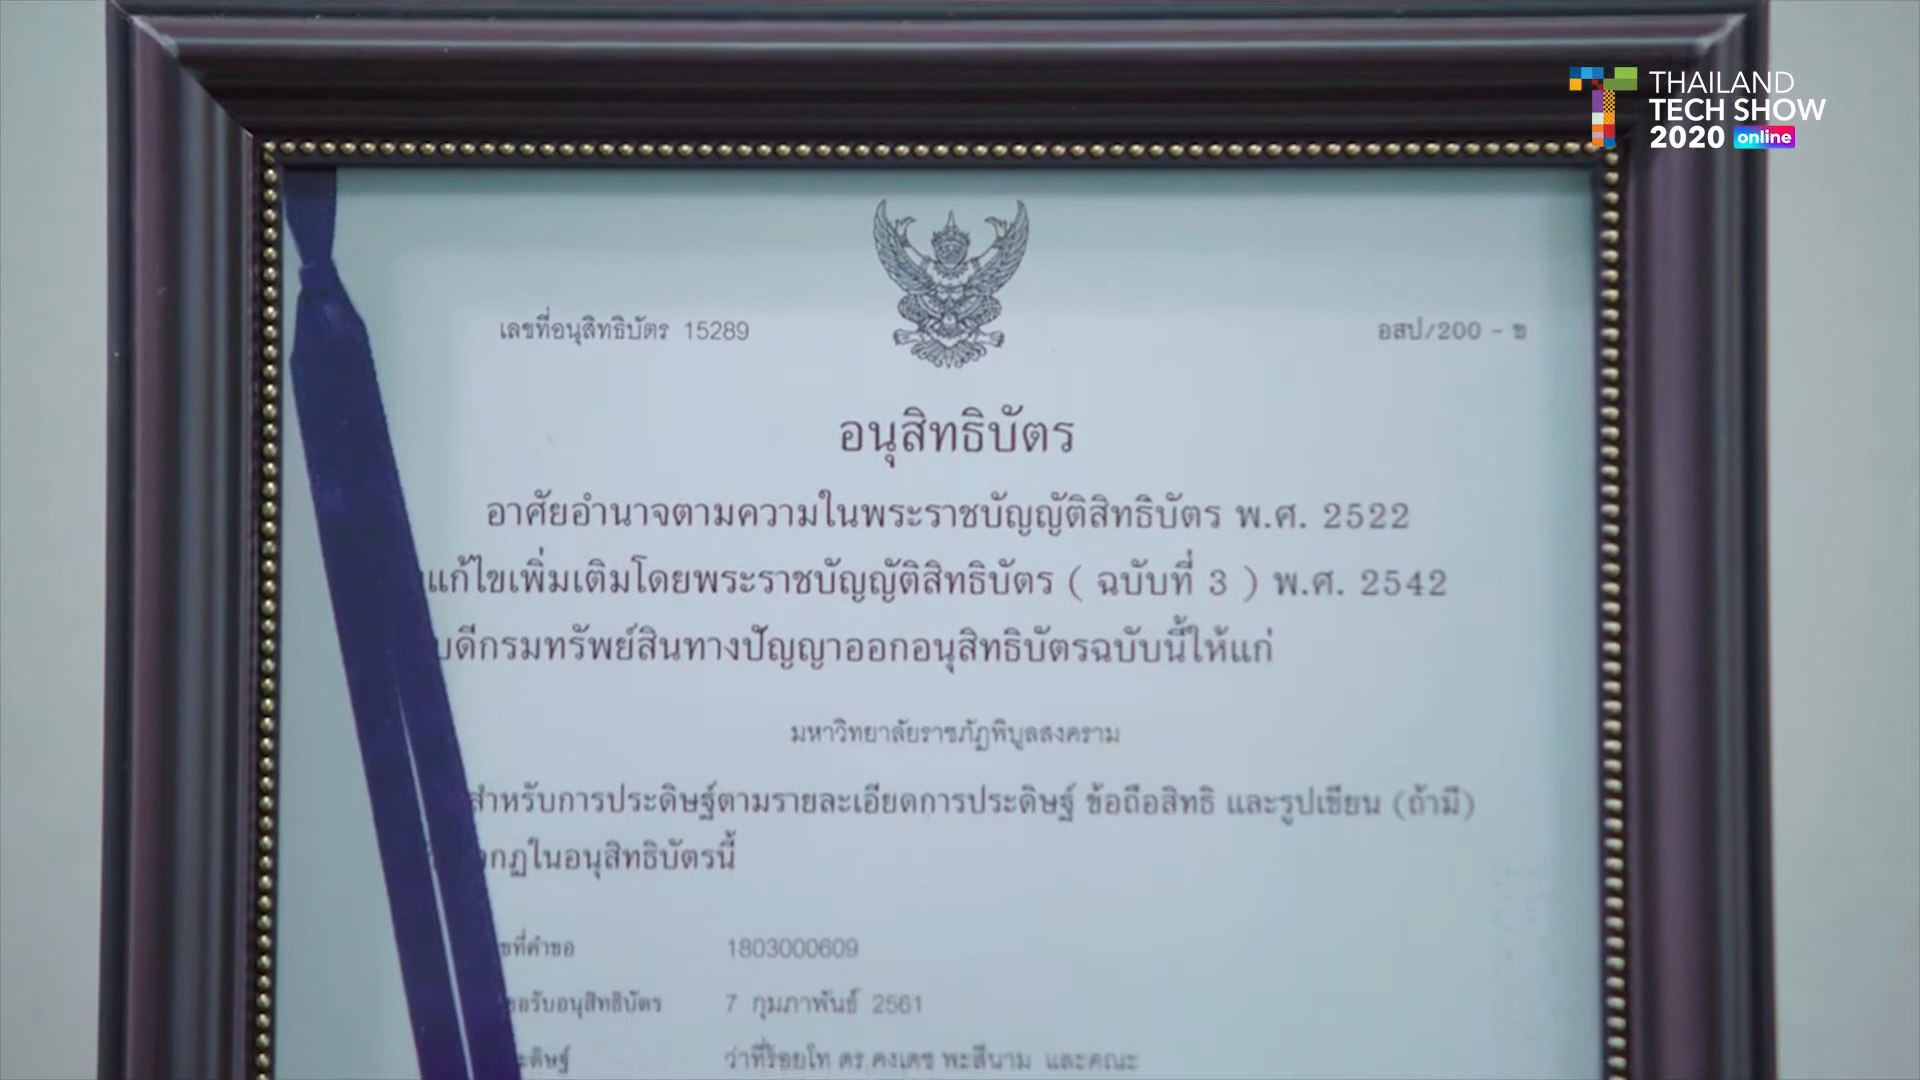 THAILAND
TECH SHOW
2020 online
เลขที่อนุสิทธิบัตร 15289
อสป/200 - ข
อนุสิทธิบัตร
อาศัยอำนาจตามความในพระราชบัญญัติสิทธิบัตร พ.ศ. 2522
แก้ไขเพิ่มเติมโดยพระราชบัญญัติสิทธิบัตร ( ฉบับที่ 3 ) พ.ศ. 2542
บดีกรมทรัพย์สินทางปัญญาออกอนุสิทธิบัตรฉบับนี้ให้แก่
มหาวิทยาลัยราชภัฏพิบูลสงคราม
สำหรับการประดิษฐ์ตามรายละเอียดการประดิษฐ์ ข้อถือสิทธิ และรูปเขียน (ถ้ามี)
กฏในอนุสิทธิบัตรนี้
ขที่คำขอ 1803000609
ขอรับอนุสิทธิบัตร 7 กุมภาพันธ์ 2561
ะดิษฐ์ ว่าที่ร้อยโท ดร.คงเดช พะสีนาม และคณะ